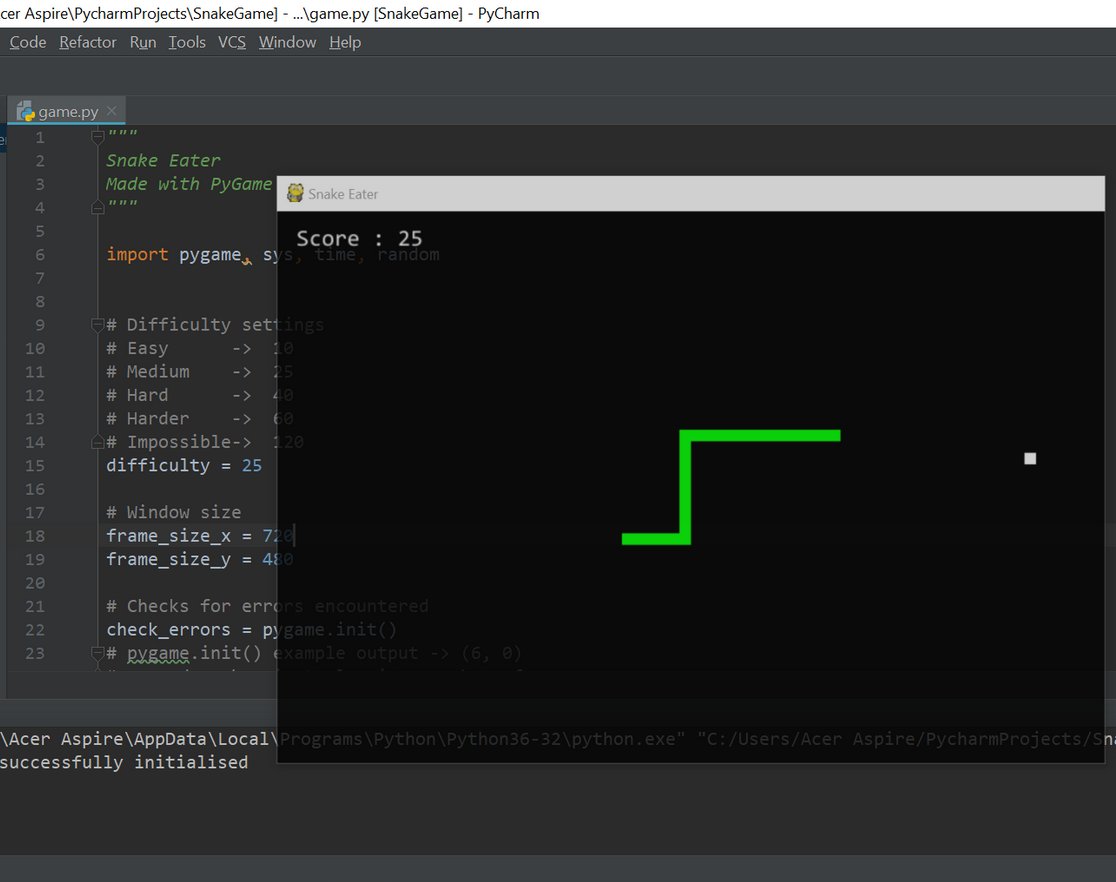 cer Aspire\PycharmProjects\SnakeGame] - ...\game.py [SnakeGame] - PyCharm
Code Refactor Run Tools VCS Window Help
game.py
1 """
2 Snake Eater
3 Made with PyGame
4 """
5
6 import pygame, sys, time, random
7
8
9 # Difficulty settings
10 # Easy -> 10
11 # Medium -> 25
12 # Hard -> 40
13 # Harder -> 60
14 # Impossible-> 120
15 difficulty = 25
16
17 # Window size
18 frame_size_x = 720
19 frame_size_y = 480
20
21 # Checks for errors encountered
22 check_errors = pygame.init()
23 # pygame.init() example output -> (6, 0)
Snake Eater
Score : 25
\Acer Aspire\AppData\Local\Programs\Python\Python36-32\python.exe" "C:/Users/Acer Aspire/PycharmProjects/Sna
successfully initialised